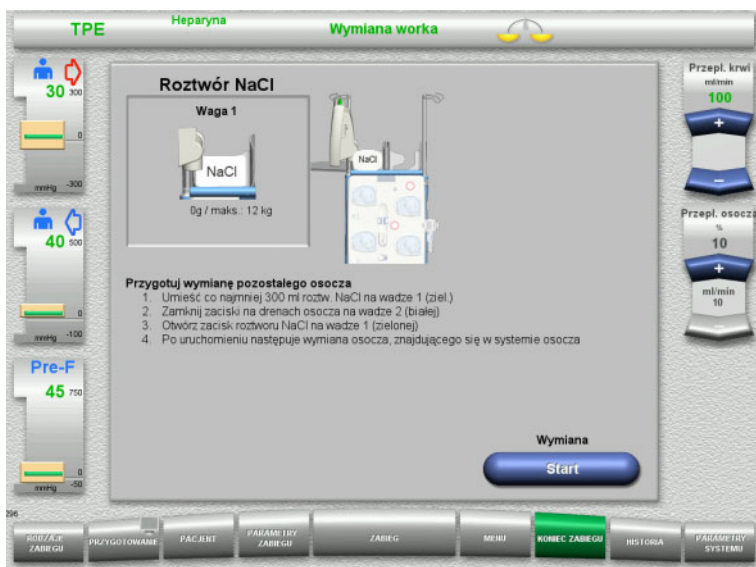 TPE
Heparyna
Wymiana worka
30
300
0
-300
mmHg
40
500
0
-100
mmHg
Pre-F
45
750
0
-50
mmHg
Roztwór NaCl
Waga 1
NaCl
0g / maks.: 12 kg
NaCl
Przygotuj wymianę pozostałego osocza
1. Umieść co najmniej 300 ml roztw. NaCl na wadze 1 (ziel.)
2. Zamknij zaciski na drenach osocza na wadze 2 (białej)
3. Otwórz zacisk roztworu NaCl na wadze 1 (zielonej)
4. Po uruchomieniu następuje wymiana osocza, znajdującego się w systemie osocza
Wymiana
Start
Przepł. krwi
ml/min
100
+
–
Przepł. osocza
%
10
+
ml/min
10
–
296
RODZAJE
ZABIEGU
PRZYGOTOWANIE
PACJENT
PARAMETRY
ZABIEGU
ZABIEG
MENU
KONIEC ZABIEGU
HISTORIA
PARAMETRY
SYSTEMU